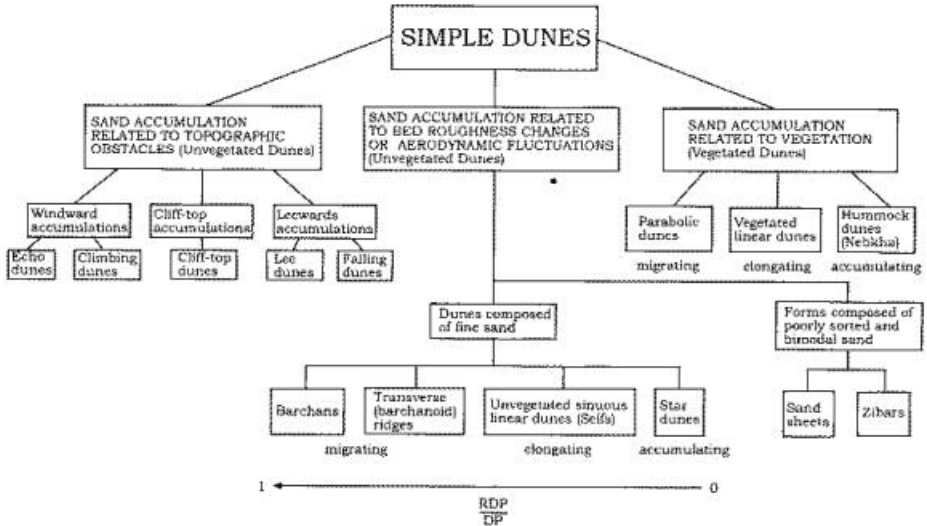 SIMPLE DUNES
SAND ACCUMULATION
RELATED TO TOPOGRAPHIC
OBSTACLES (Unvegetated Dunes)
SAND ACCUMULATION RELATED
TO BED ROUGHNESS CHANGES
OR AERODYNAMIC FLUCTUATIONS
(Unvegetated Dunes)
SAND ACCUMULATION
RELATED TO VEGETATION
(Vegetated Dunes)
Windward
accumulations
Cliff-top
accumulations
Leewards
accumulations
Echo
dunes
Climbing
dunes
Cliff-top
dunes
Lee
dunes
Falling
dunes
Parabolic
dunes
Vegetated
linear dunes
Hummock
dunes
(Nebkha)
migrating
elongating
accumulating
Dunes composed
of fine sand
Forms composed of
poorly sorted and
bimodal sand
Barchans
Transverse
(barchanoid)
ridges
Unvegetated sinuous
linear dunes (Seifs)
Star
dunes
Sand
sheets
Zibars
migrating
elongating
accumulating
1
0
RDP
DP